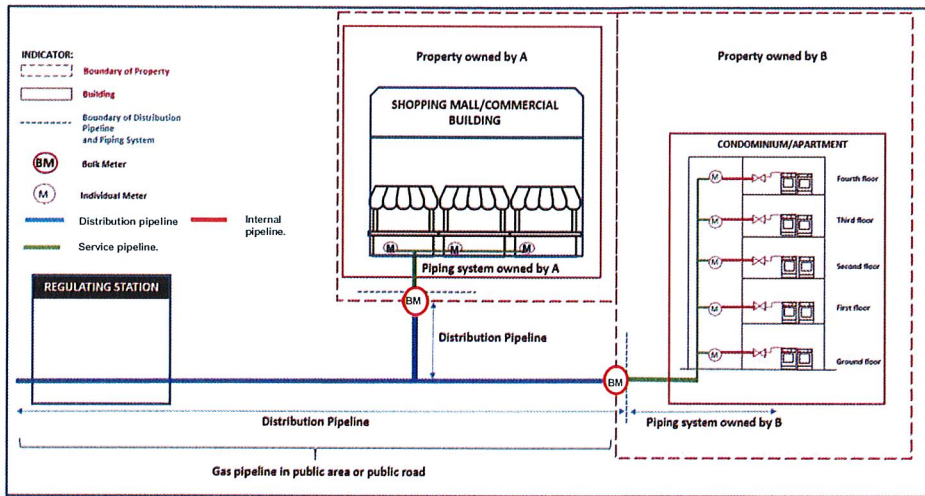 INDICATOR:
Boundary of Property
Building
Boundary of Distribution
Pipeline
and Piping System
BM
Bulk Meter
M
Individual Meter
Distribution pipeline
Internal
pipeline.
Service pipeline.
REGULATING STATION
Property owned by A
SHOPPING MALL/COMMERCIAL
BUILDING
M
M
M
Piping system owned by A
BM
Distribution Pipeline
Property owned by B
CONDOMINIUM/APARTMENT
M
Fourth floor
M
Third floor
M
Second floor
M
First floor
M
Ground floor
BM
Distribution Pipeline
Piping system owned by B
Gas pipeline in public area or public road